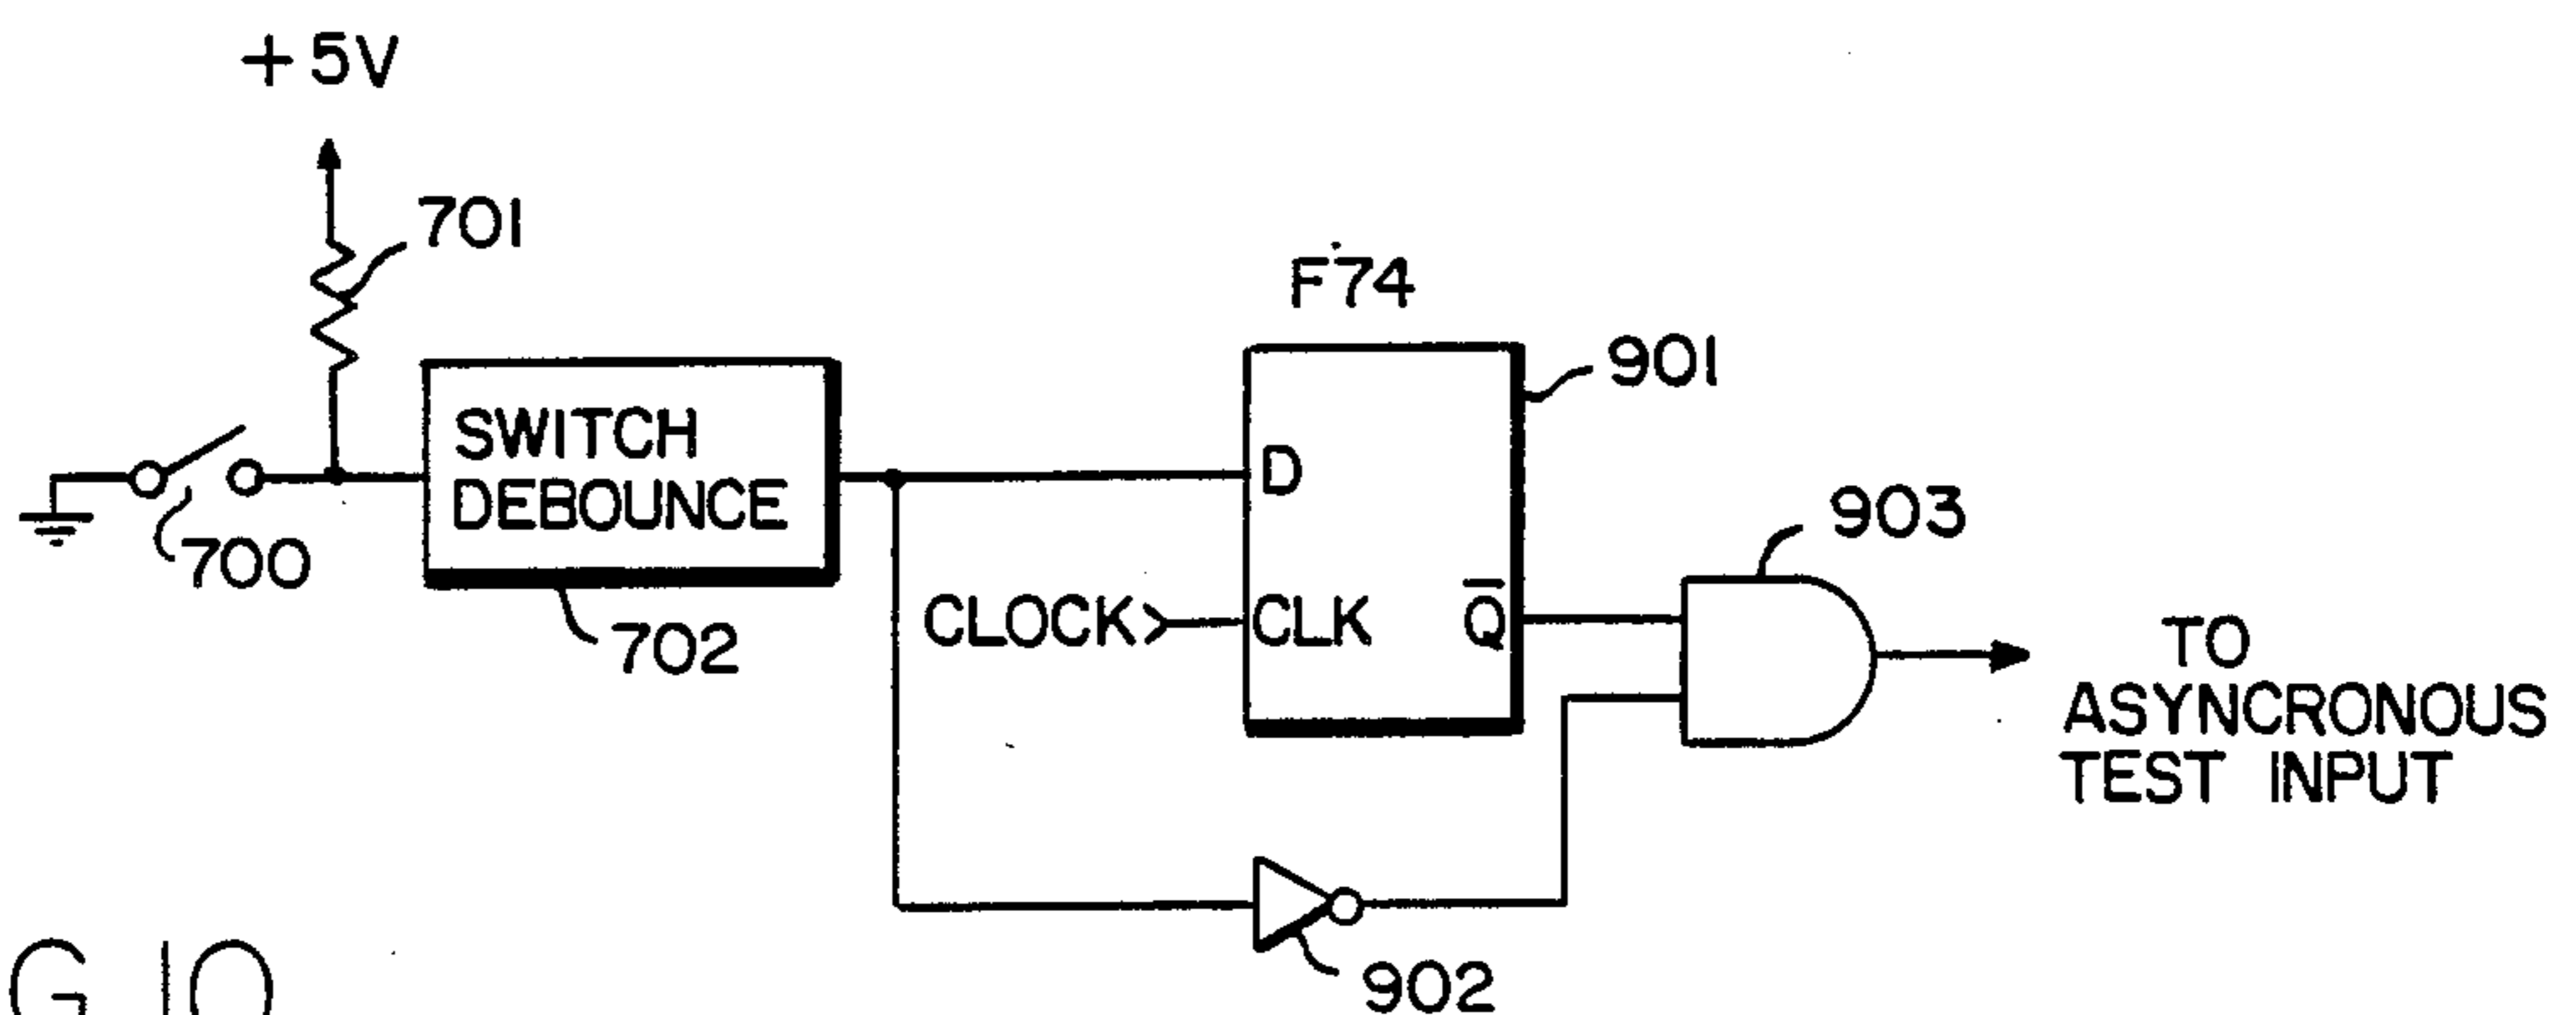 +5V
701
700
SWITCH
DEBOUNCE
702
F74
901
D
CLOCK
CLK
Q̅
903
902
TO
ASYNCRONOUS
TEST INPUT
G 10